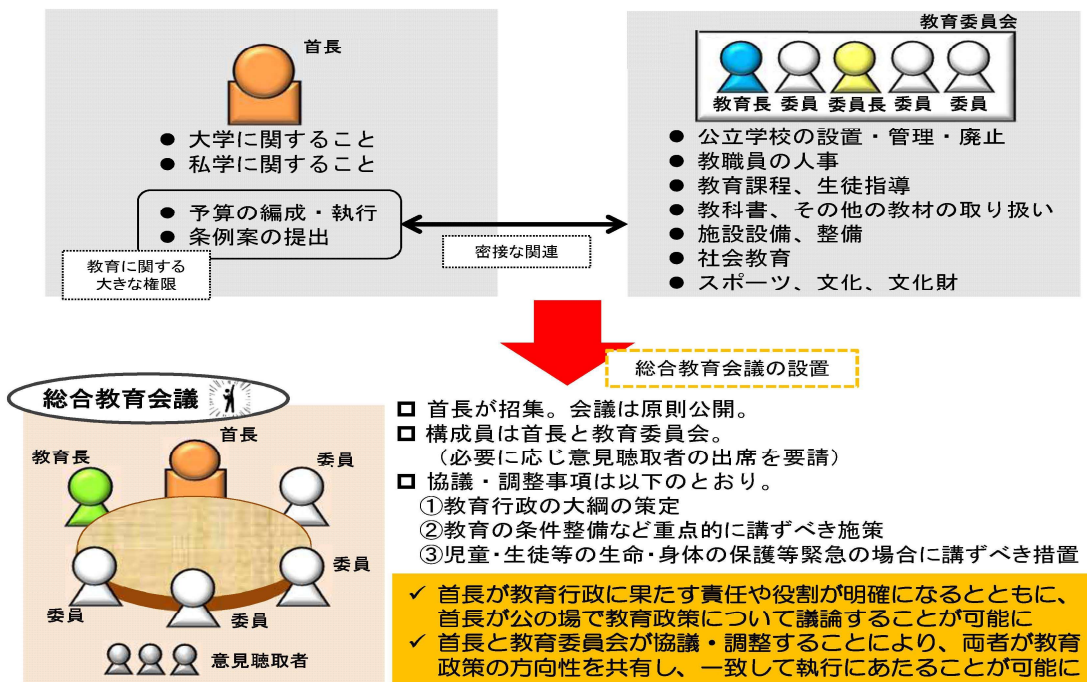 首長
● 大学に関すること
● 私学に関すること
● 予算の編成・執行
● 条例案の提出
教育に関する
大きな権限
密接な関連
教育委員会
教育長 委員 委員長 委員 委員
● 公立学校の設置・管理・廃止
● 教職員の人事
● 教育課程、生徒指導
● 教科書、その他の教材の取り扱い
● 施設設備、整備
● 社会教育
● スポーツ、文化、文化財
総合教育会議の設置
総合教育会議
首長
教育長
委員
委員
委員
委員
意見聴取者
□ 首長が招集。会議は原則公開。
□ 構成員は首長と教育委員会。
（必要に応じ意見聴取者の出席を要請）
□ 協議・調整事項は以下のとおり。
①教育行政の大綱の策定
②教育の条件整備など重点的に講ずべき施策
③児童・生徒等の生命・身体の保護等緊急の場合に講ずべき措置
✓ 首長が教育行政に果たす責任や役割が明確になるとともに、
首長が公の場で教育政策について議論することが可能に
✓ 首長と教育委員会が協議・調整することにより、両者が教育
政策の方向性を共有し、一致して執行にあたることが可能に